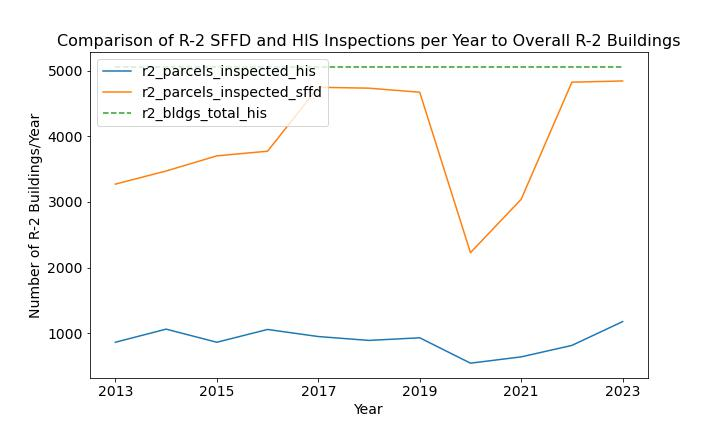 Comparison of R-2 SFFD and HIS Inspections per Year to Overall R-2 Buildings
r2_parcels_inspected_his
r2_parcels_inspected_sffd
r2_bldgs_total_his
Number of R-2 Buildings/Year
5000
4000
3000
2000
1000
2013 2015 2017 2019 2021 2023
Year